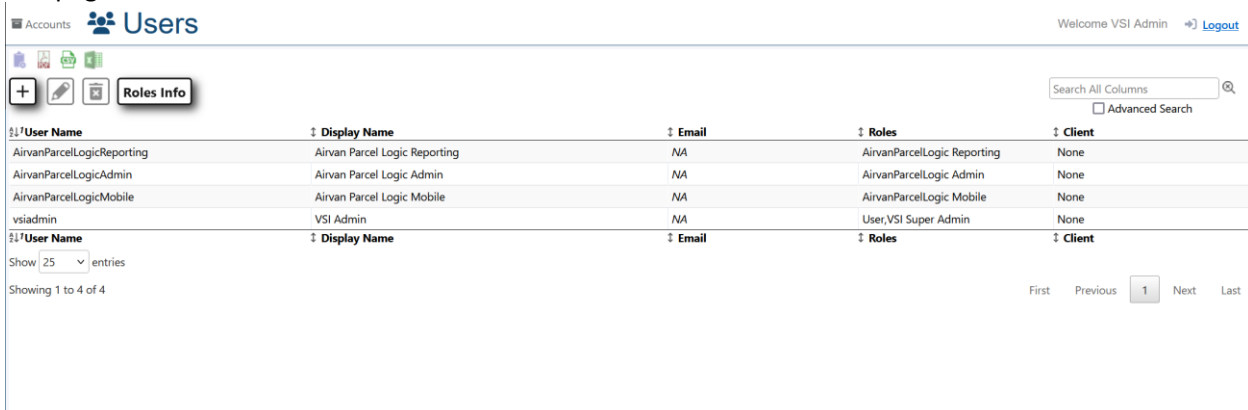 Accounts Users Welcome VSI Admin Logout
+ Roles Info Search All Columns
Advanced Search
User Name Display Name Email Roles Client
AirvanParcelLogicReporting Airvan Parcel Logic Reporting NA AirvanParcelLogic Reporting None
AirvanParcelLogicAdmin Airvan Parcel Logic Admin NA AirvanParcelLogic Admin None
AirvanParcelLogicMobile Airvan Parcel Logic Mobile NA AirvanParcelLogic Mobile None
vsiadmin VSI Admin NA User,VSI Super Admin None
User Name Display Name Email Roles Client
Show 25 entries
Showing 1 to 4 of 4 First Previous 1 Next Last